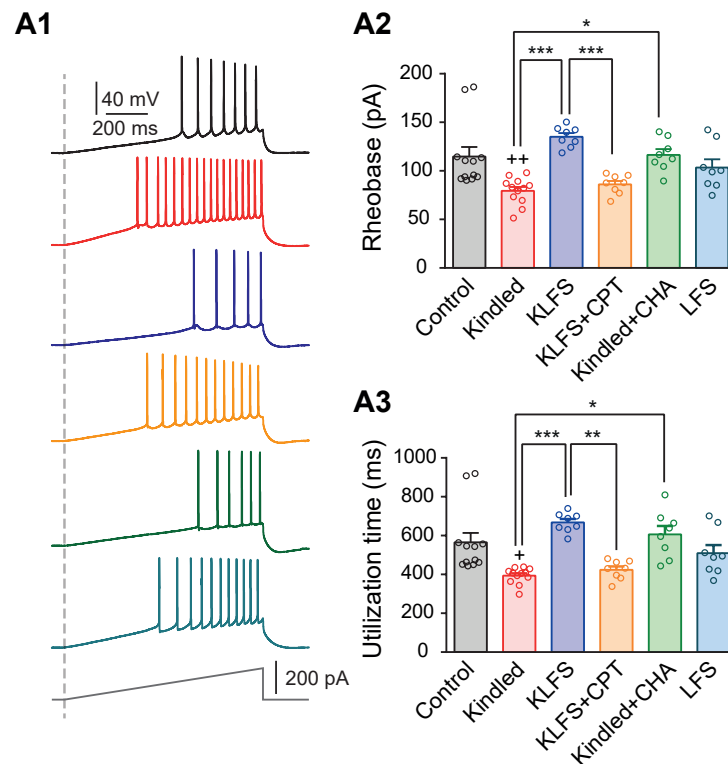 A1
40 mV
200 ms
200 pA
A2
*
*** ***
++
Rheobase (pA)
200
150
100
50
0
Control
Kindled
KLFS
KLFS+CPT
Kindled+CHA
LFS
A3
*
*** **
+
Utilization time (ms)
1000
800
600
400
200
0
Control
Kindled
KLFS
KLFS+CPT
Kindled+CHA
LFS